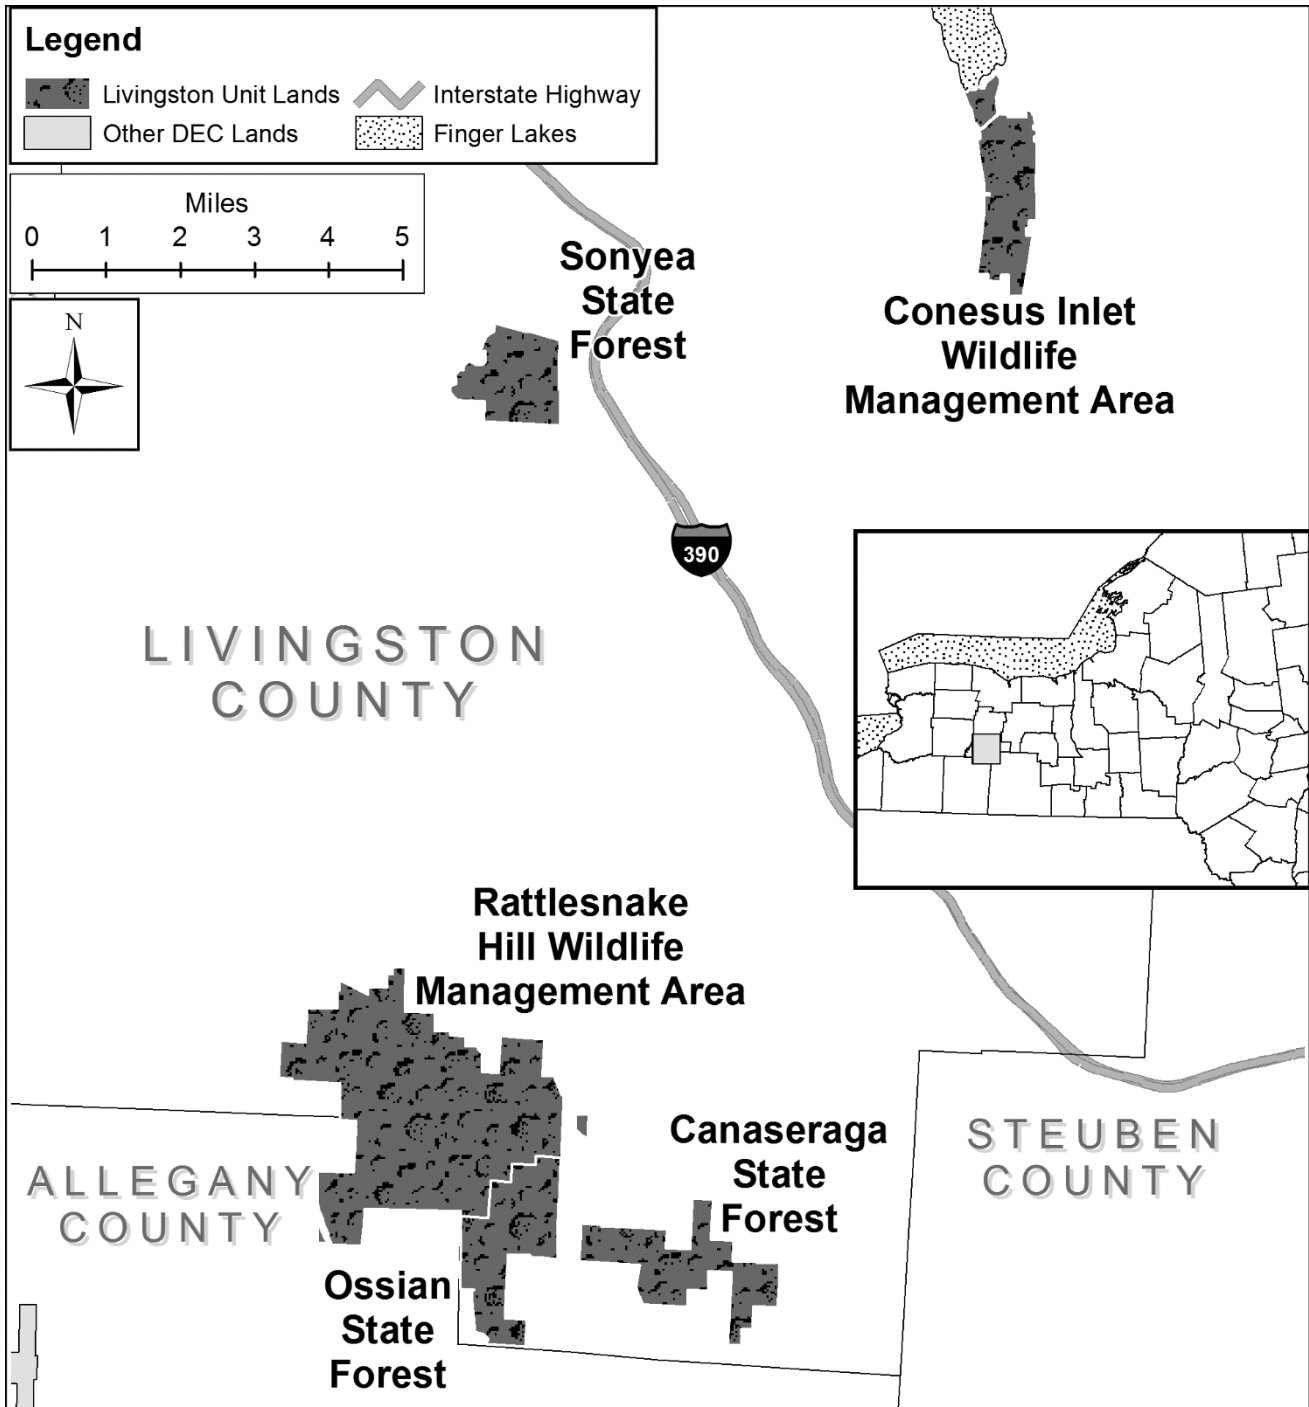 Legend
Livingston Unit Lands
Interstate Highway
Other DEC Lands
Finger Lakes
Miles
0 1 2 3 4 5
N
Sonyea
State
Forest
Conesus Inlet
Wildlife
Management Area
390
LIVINGSTON
COUNTY
Rattlesnake
Hill Wildlife
Management Area
Canaseraga
State
Forest
STEUBEN
COUNTY
ALLEGANY
COUNTY
Ossian
State
Forest